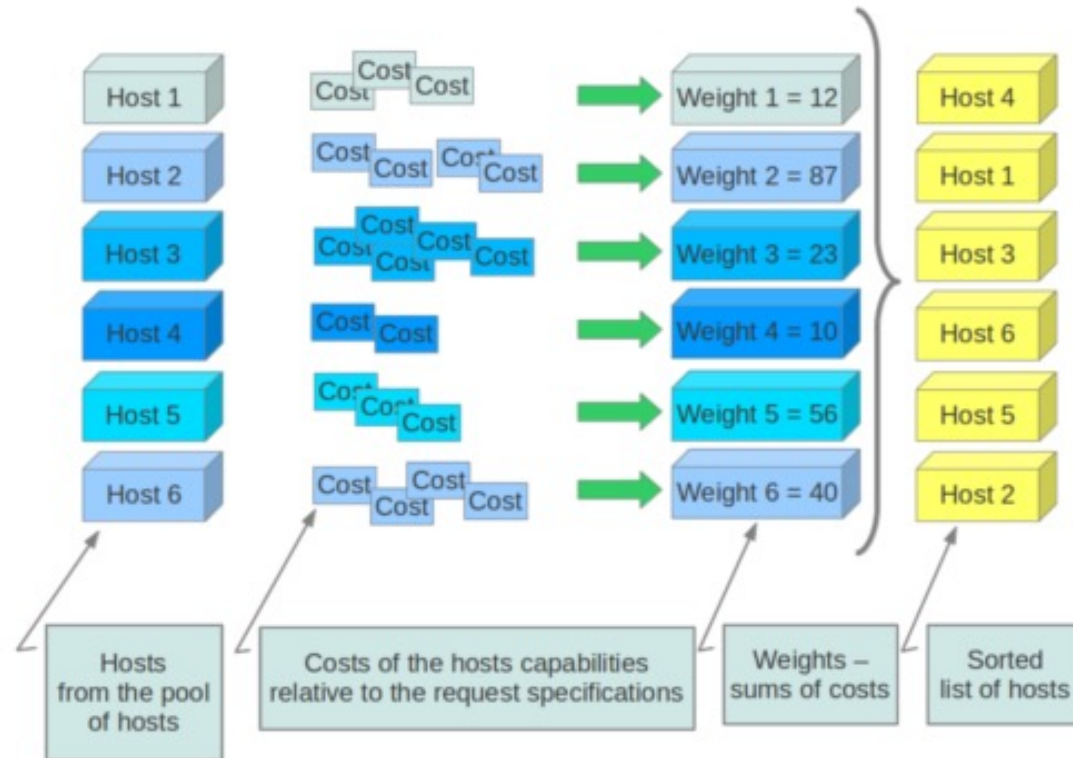 Host 1
Cost
Cost
Cost
Weight 1 = 12
Host 4
Host 2
Cost
Cost
Cost
Cost
Weight 2 = 87
Host 1
Host 3
Cost
Cost
Cost
Cost
Cost
Weight 3 = 23
Host 3
Host 4
Cost
Cost
Weight 4 = 10
Host 6
Host 5
Cost
Cost
Cost
Weight 5 = 56
Host 5
Host 6
Cost
Cost
Cost
Cost
Weight 6 = 40
Host 2
Hosts
from the pool
of hosts
Costs of the hosts capabilities
relative to the request specifications
Weights –
sums of costs
Sorted
list of hosts